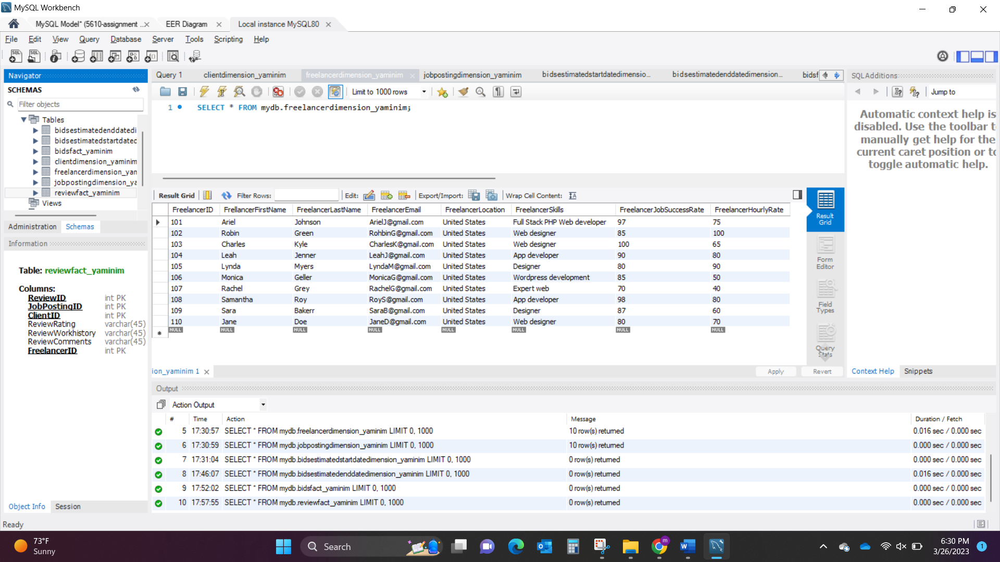 MySQL Workbench
MySQL Model* (5610-assignment ...
EER Diagram
Local instance MySQL80
File Edit View Query Database Server Tools Scripting Help
Navigator
SCHEMAS
Filter objects
Tables
bidsestimatedenddatedi
bidsestimatedstartdatec
bidsfact_yaminim
clientdimension_yaminim
freelancerdimension_yan
jobpostingdimension_ya
reviewfact_yaminim
Views
Administration Schemas
Information
Table: reviewfact_yaminim
Columns:
ReviewID int PK
JobPostingID int PK
ClientID int PK
ReviewRating varchar(45)
ReviewWorkhistory varchar(45)
ReviewComments varchar(45)
FreelancerID int PK
Object Info Session
Ready
Query 1 clientdimension_yaminim freelancerdimension_yaminim jobpostingdimension_yaminim bidsestimatedstartdatedimensio... bidsestimatedenddatedimension... bidsf
Limit to 1000 rows
1 SELECT * FROM mydb.freelancerdimension_yaminim;
Result Grid Filter Rows: Edit: Export/Import: Wrap Cell Content:
FreelancerID FrellancerFirstName FreelancerLastName FreelancerEmail FreelancerLocation FreelancerSkills FreelancerJobSuccessRate FreelancerHourlyRate
101 Ariel Johnson ArielJ@gmail.com United States Full Stack PHP Web developer 97 75
102 Robin Green RohbinG@gmail.com United States Web designer 85 100
103 Charles Kyle CharlesK@gmail.com United States Web designer 100 65
104 Leah Jenner LeahJ@gmail.com United States App developer 90 80
105 Lynda Myers LyndaM@gmail.com United States Designer 80 90
106 Monica Geller MonicaG@gmail.com United States Wordpress development 85 50
107 Rachel Grey RachelG@gmail.com United States Expert web 70 40
108 Samantha Roy RoyS@gmail.com United States App developer 98 80
109 Sara Bakerr SaraB@gmail.com United States Designer 87 60
110 Jane Doe JaneD@gmail.com United States Web designer 80 70
NULL NULL NULL NULL NULL NULL NULL NULL
Result Grid
Form Editor
Field Types
Query Stats
ion_yaminim 1
Apply Revert
SQLAdditions
Jump to
Automatic context help is
disabled. Use the toolbar t
manually get help for the
current caret position or to
toggle automatic help.
Context Help Snippets
Output
Action Output
# Time Action Message Duration / Fetch
5 17:30:57 SELECT * FROM mydb.freelancerdimension_yaminim LIMIT 0, 1000 10 row(s) returned 0.016 sec / 0.000 sec
6 17:30:59 SELECT * FROM mydb.jobpostingdimension_yaminim LIMIT 0, 1000 10 row(s) returned 0.000 sec / 0.000 sec
7 17:31:04 SELECT * FROM mydb.bidsestimatedstartdatedimension_yaminim LIMIT 0, 1000 0 row(s) returned 0.000 sec / 0.000 sec
8 17:46:07 SELECT * FROM mydb.bidsestimatedenddatedimension_yaminim LIMIT 0, 1000 0 row(s) returned 0.016 sec / 0.000 sec
9 17:52:02 SELECT * FROM mydb.bidsfact_yaminim LIMIT 0, 1000 0 row(s) returned 0.000 sec / 0.000 sec
10 17:57:55 SELECT * FROM mydb.reviewfact_yaminim LIMIT 0, 1000 0 row(s) returned 0.000 sec / 0.000 sec
73°F
Sunny
Search
6:30 PM
3/26/2023
1